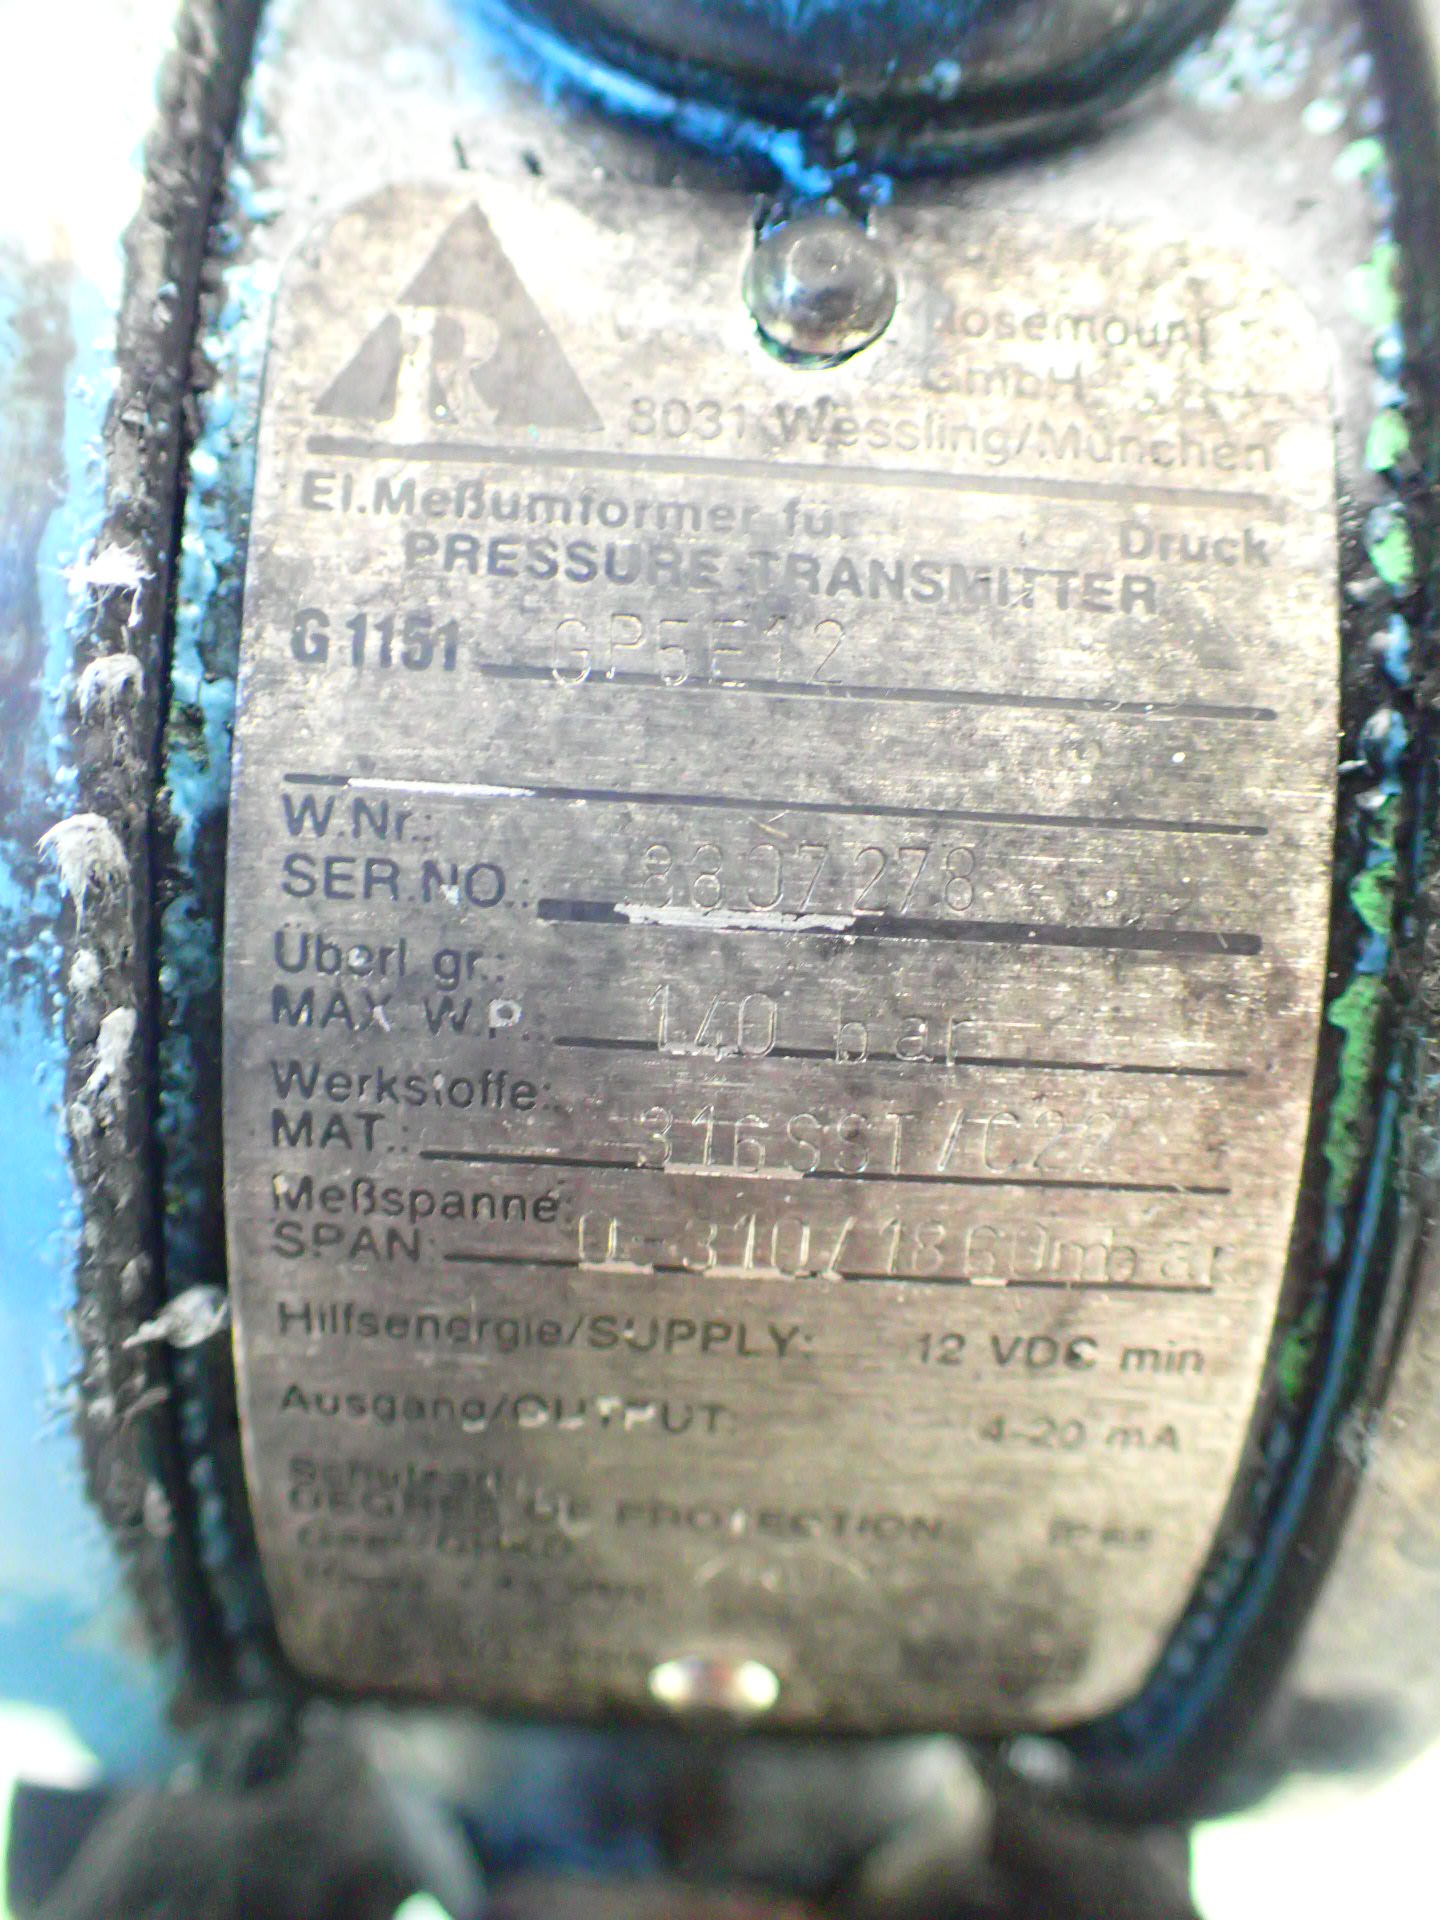 R
Rosemount
GmbH
8031 Wessling/München
El.Meßumformer für Druck
PRESSURE TRANSMITTER
G1151 GP5E12
W.Nr.:
SER.NO.: 8807278
Überl.gr.:
MAX. W.P.: 140 bar
Werkstoffe:
MAT.: 316SST/C22
Meßspanne:
SPAN: 0-310/1860mbar
Hilfsenergie/SUPPLY: 12 VDC min
Ausgang/OUTPUT: 4-20 mA
DEGREE OF PROTECTION